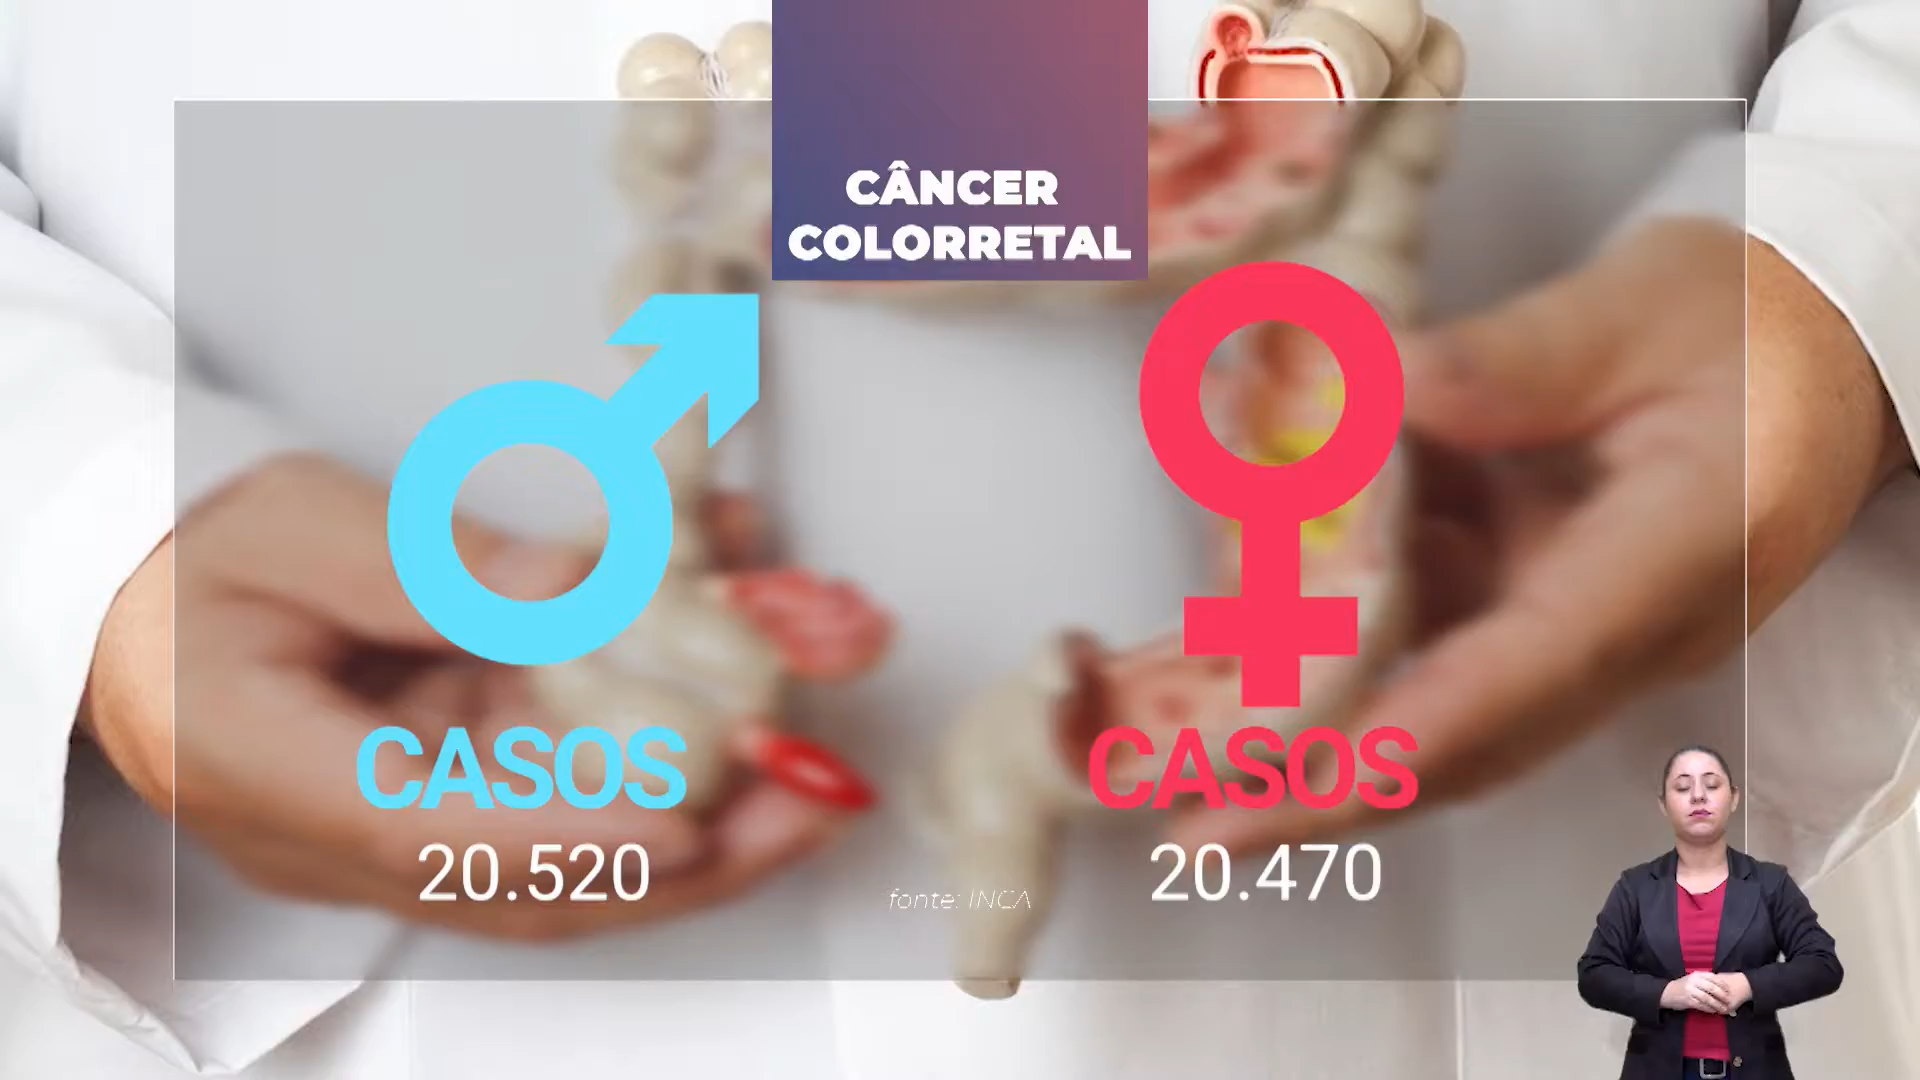 CÂNCER
COLORRETAL
CASOS
20.520
CASOS
20.470
fonte: INCA